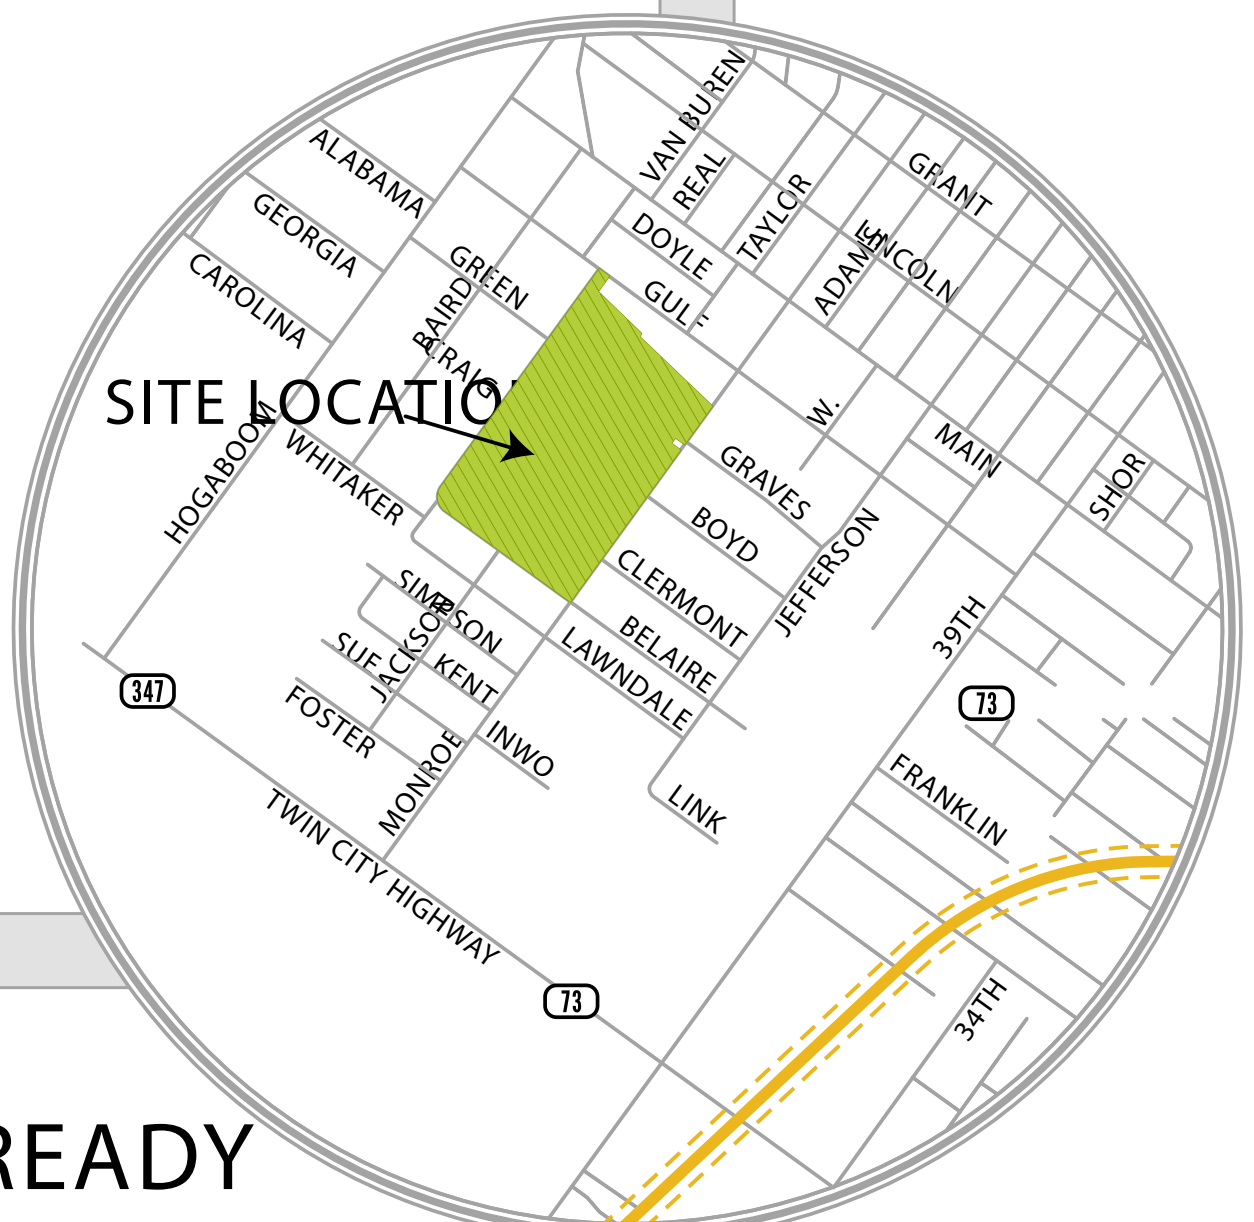 VAN BUREN
REAL
ALABAMA
GRANT
TAYLOR
GEORGIA
DOYLE
LINCOLN
ADAMS
GREEN
CAROLINA
GULF
BAIRD
CRAIG
SITE LOCATIO
W.
HOGABOOM
WHITAKER
MAIN
GRAVES
SHOR
BOYD
JEFFERSON
CLERMONT
SIMPSON
39TH
BELAIRE
JACKSON
SUE
LAWNDALE
KENT
347
73
FOSTER
INWO
MONROE
FRANKLIN
LINK
TWIN CITY HIGHWAY
73
34TH
READY